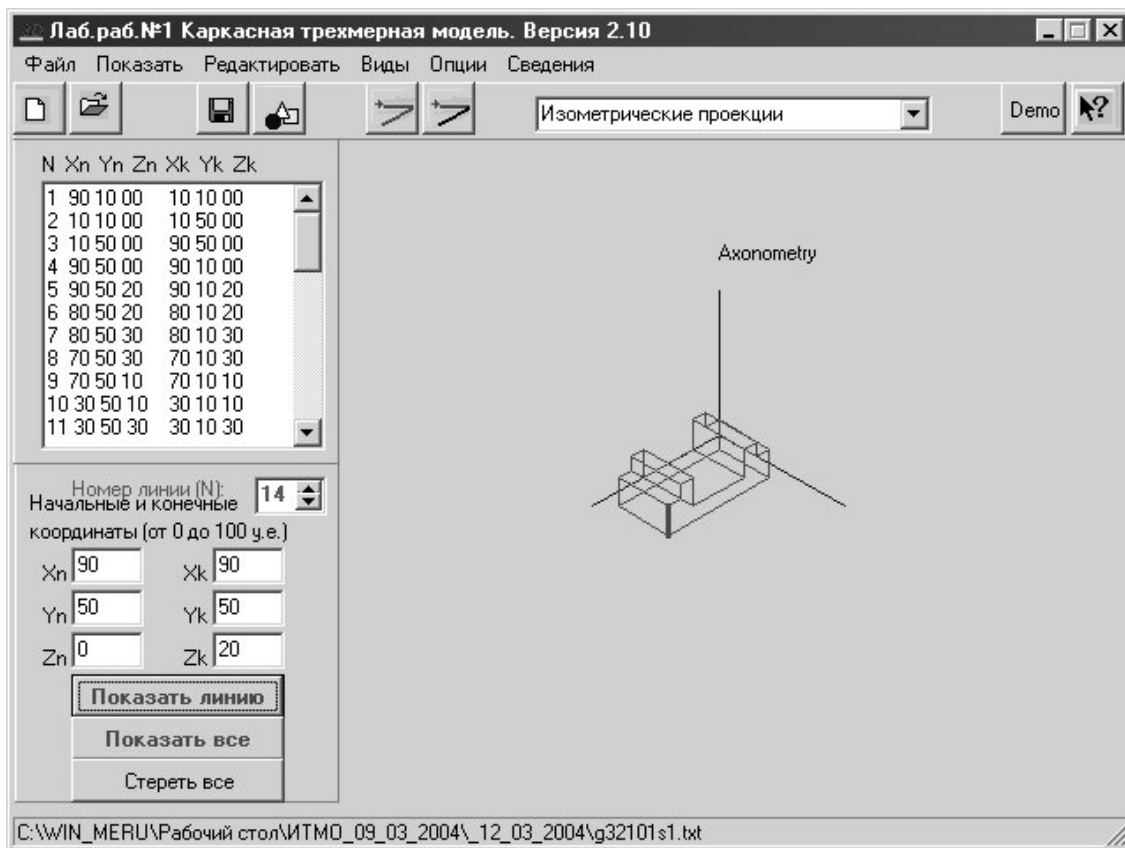 Лаб.раб.№1 Каркасная трехмерная модель. Версия 2.10
Файл Показать Редактировать Виды Опции Сведения
Изометрические проекции
Demo
N Xn Yn Zn Xk Yk Zk
1 90 10 00 10 10 00
2 10 10 00 10 50 00
3 10 50 00 90 50 00
4 90 50 00 90 10 00
5 90 50 20 90 10 20
6 80 50 20 80 10 20
7 80 50 30 80 10 30
8 70 50 30 70 10 30
9 70 50 10 70 10 10
10 30 50 10 30 10 10
11 30 50 30 30 10 30
Axonometry
Номер линии (N): 14
Начальные и конечные
координаты (от 0 до 100 у.е.)
Xn 90 Xk 90
Yn 50 Yk 50
Zn 0 Zk 20
Показать линию
Показать все
Стереть все
C:\WIN_MERU\Рабочий стол\ИТМО_09_03_2004\_12_03_2004\g32101s1.txt